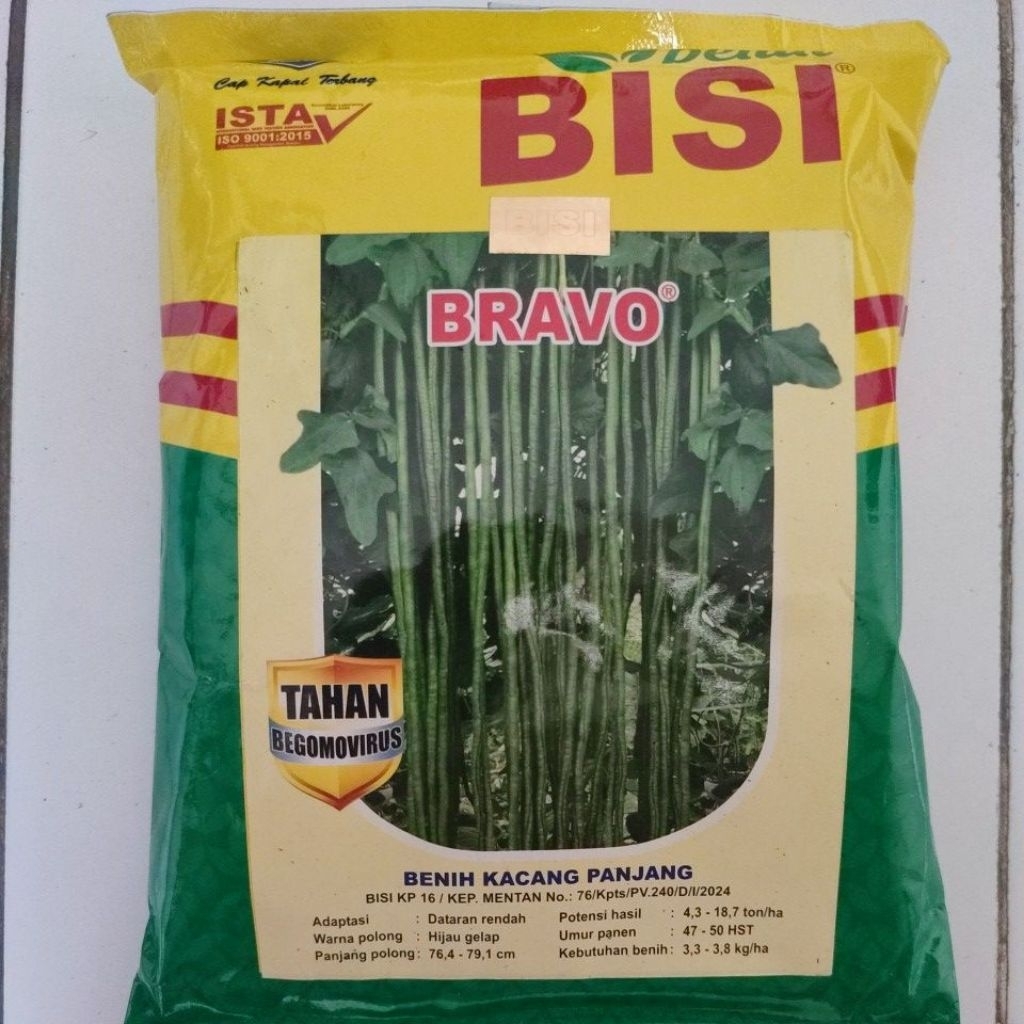 Cap Kapal Terbang
BISI®
ISTA
ISO 9001:2015
BISI
BRAVO®
TAHAN
BEGOMOVIRUS
BENIH KACANG PANJANG
BISI KP 16 / KEP. MENTAN No.: 76/Kpts/PV.240/D/I/2024
Adaptasi : Dataran rendah
Warna polong : Hijau gelap
Panjang polong : 76,4 - 79,1 cm
Potensi hasil : 4,3 - 18,7 ton/ha
Umur panen : 47 - 50 HST
Kebutuhan benih : 3,3 - 3,8 kg/ha